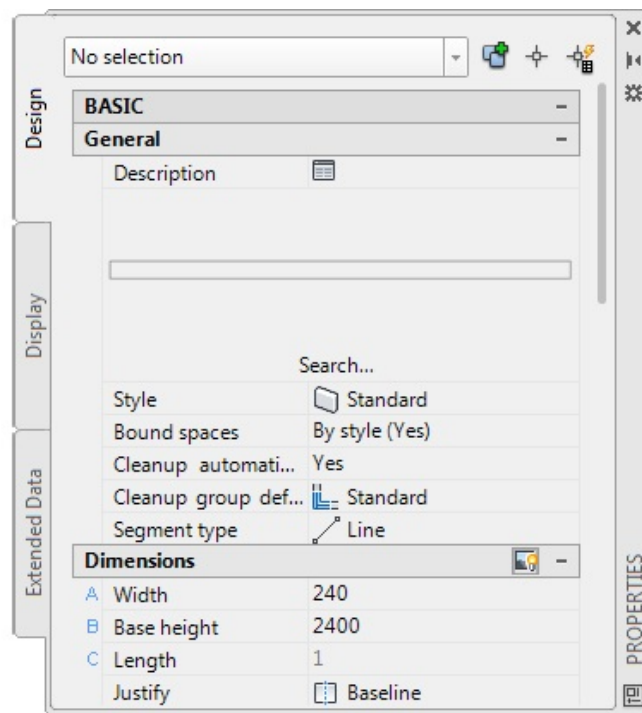 No selection
Design
BASIC
General
Description
Search...
Style Standard
Bound spaces By style (Yes)
Cleanup automati... Yes
Cleanup group def... Standard
Segment type Line
Display
Extended Data
Dimensions
A Width 240
B Base height 2400
C Length 1
Justify Baseline
PROPERTIES